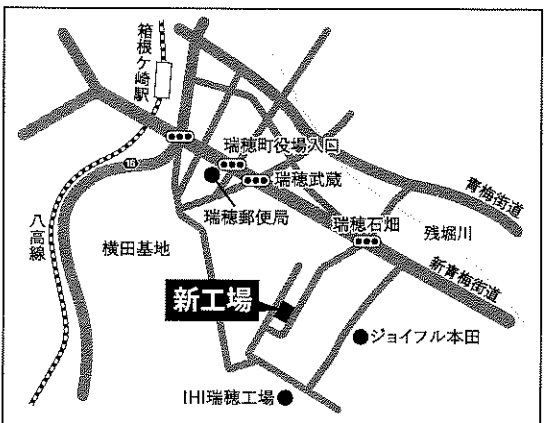 箱根ケ崎駅
瑞穂町役場入口
16
瑞穂武蔵
青梅街道
瑞穂郵便局
瑞穂石畑
残堀川
八高線
横田基地
新青梅街道
新工場
ジョイフル本田
IHI瑞穂工場